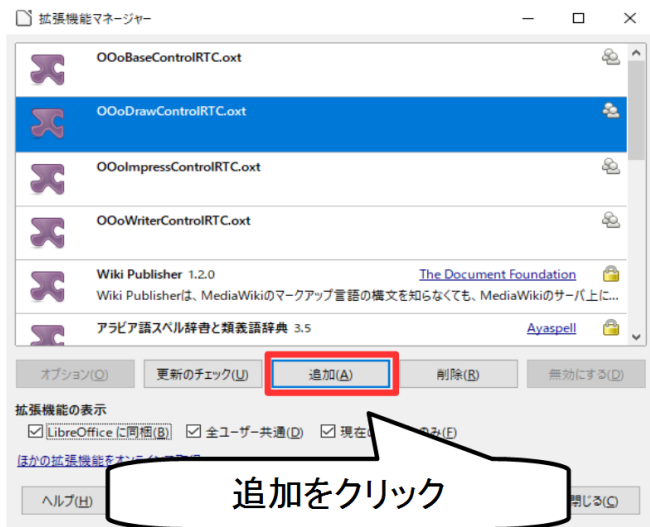 拡張機能マネージャー
OOoBaseControlRTC.oxt
OOoDrawControlRTC.oxt
OOoImpressControlRTC.oxt
OOoWriterControlRTC.oxt
Wiki Publisher 1.2.0 The Document Foundation
Wiki Publisherは、MediaWikiのマークアップ言語の構文を知らなくても、MediaWikiのサーバ上に...
アラビア語スペル辞書と類義語辞典 3.5 Ayaspell
オプション(O) 更新のチェック(U) 追加(A) 削除(R) 無効にする(D)
拡張機能の表示
LibreOffice に同梱(B) 全ユーザー共通(D) 現在 のみ(E)
ほかの拡張機能をオンライン
追加をクリック
ヘルプ(H) 閉じる(C)